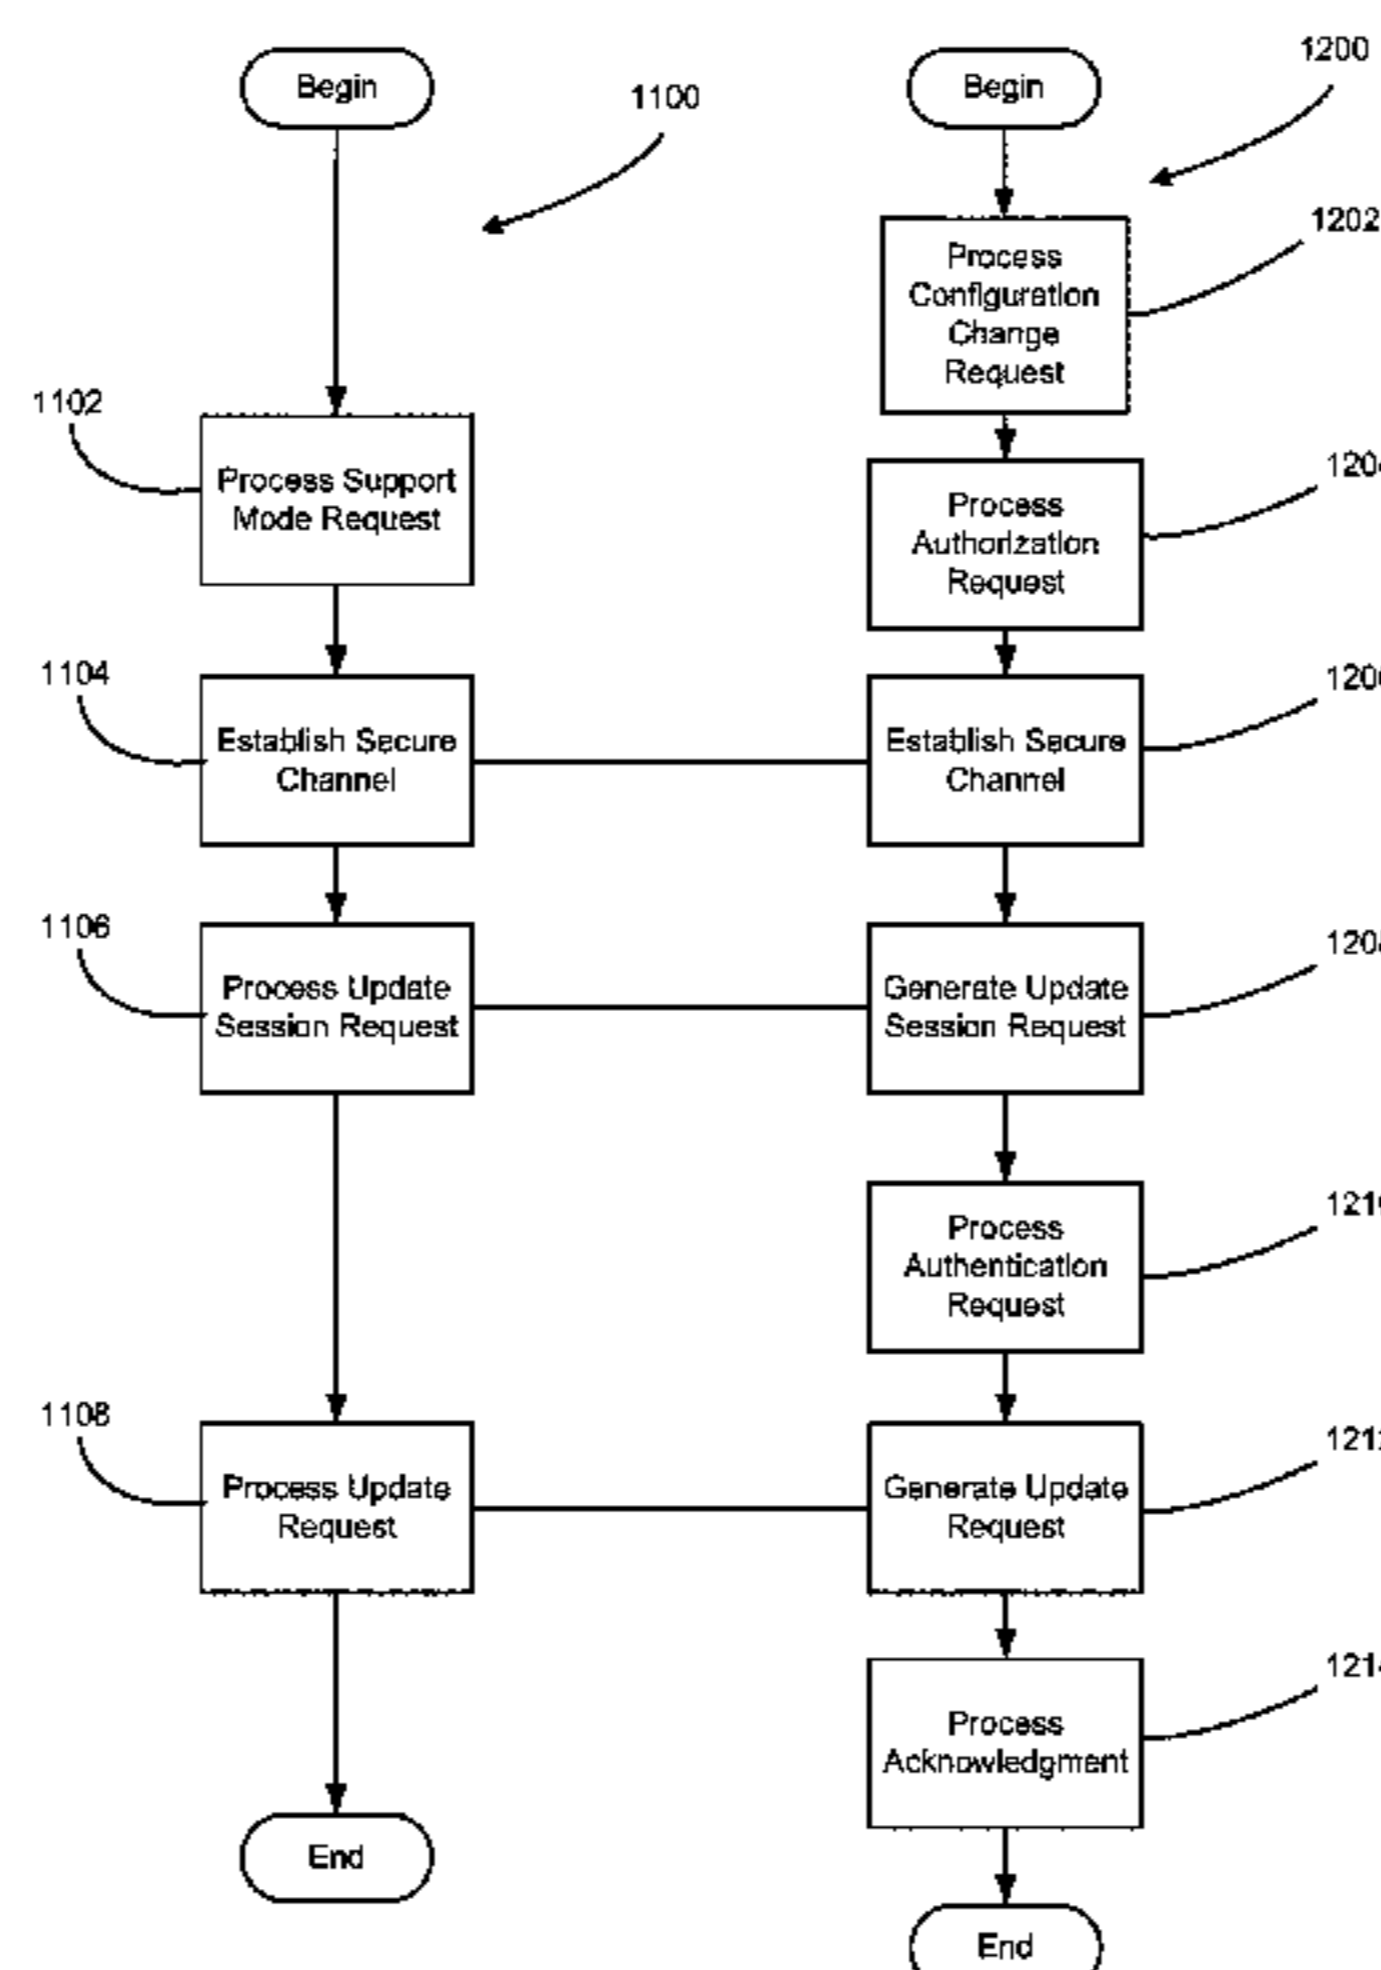 Begin
1100
1102
Process Support
Mode Request
1104
Establish Secure
Channel
1106
Process Update
Session Request
1108
Process Update
Request
End
Begin
1200
1202
Process
Configuration
Change
Request
Process
Authorization
Request
Establish Secure
Channel
Generate Update
Session Request
Process
Authentication
Request
Generate Update
Request
Process
Acknowledgment
End